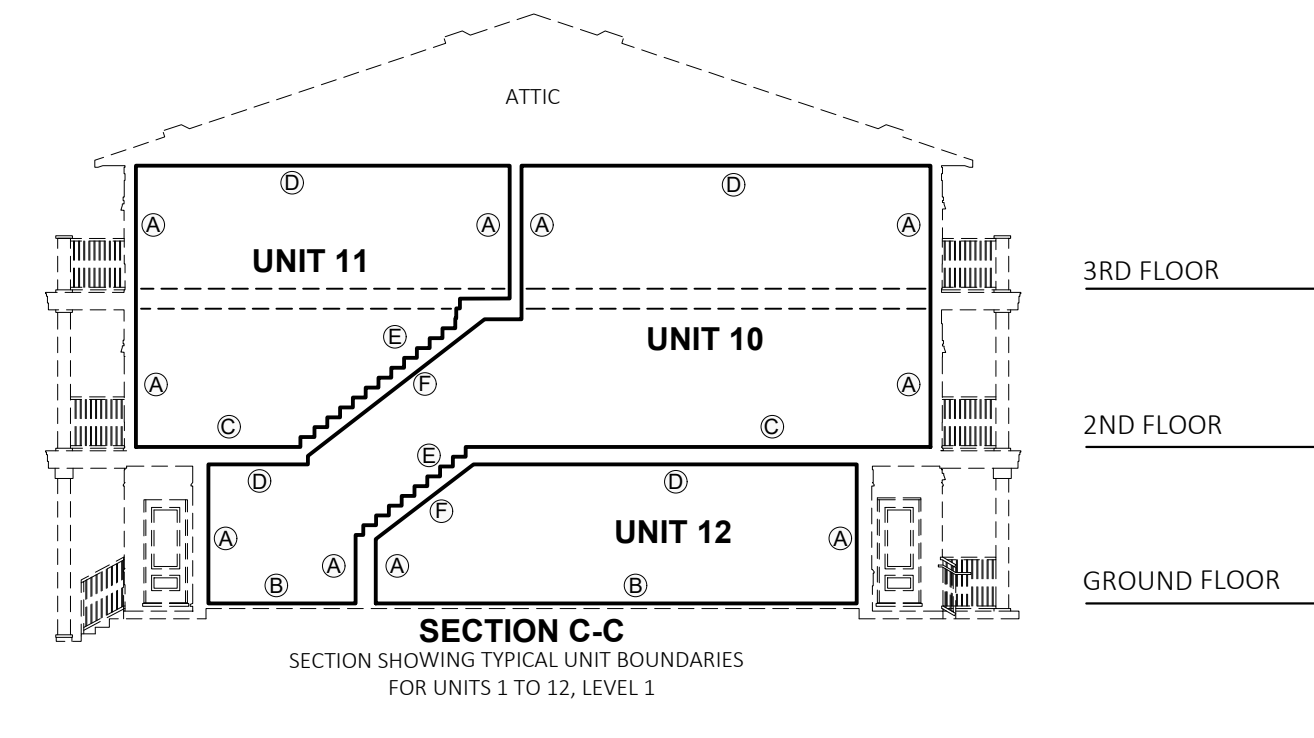 ATTIC
D
D
A
A
A
A
UNIT 11
3RD FLOOR
E
UNIT 10
A
F
A
C
C
2ND FLOOR
E
D
D
F
UNIT 12
A
A
A
A
B
B
GROUND FLOOR
SECTION C-C
SECTION SHOWING TYPICAL UNIT BOUNDARIES
FOR UNITS 1 TO 12, LEVEL 1